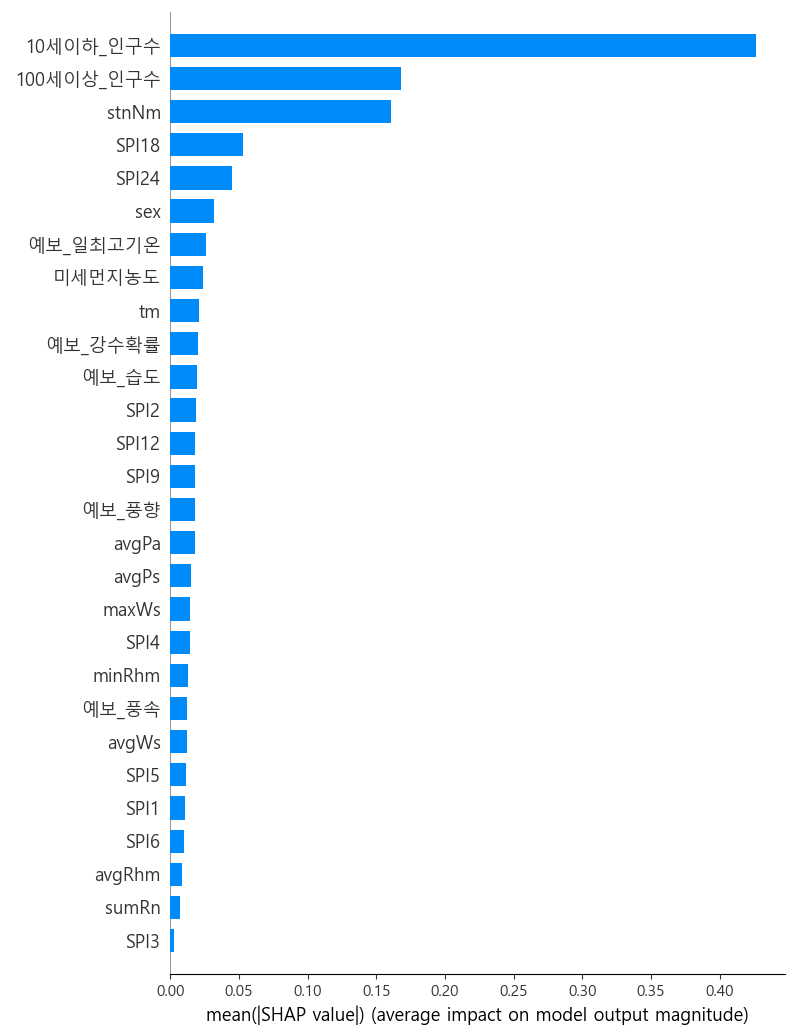 10세이하_인구수
100세이상_인구수
stnNm
SPI18
SPI24
sex
예보_일최고기온
미세먼지농도
tm
예보_강수확률
예보_습도
SPI2
SPI12
SPI9
예보_풍향
avgPa
avgPs
maxWs
SPI4
minRhm
예보_풍속
avgWs
SPI5
SPI1
SPI6
avgRhm
sumRn
SPI3
0.00 0.05 0.10 0.15 0.20 0.25 0.30 0.35 0.40
mean(|SHAP value|) (average impact on model output magnitude)